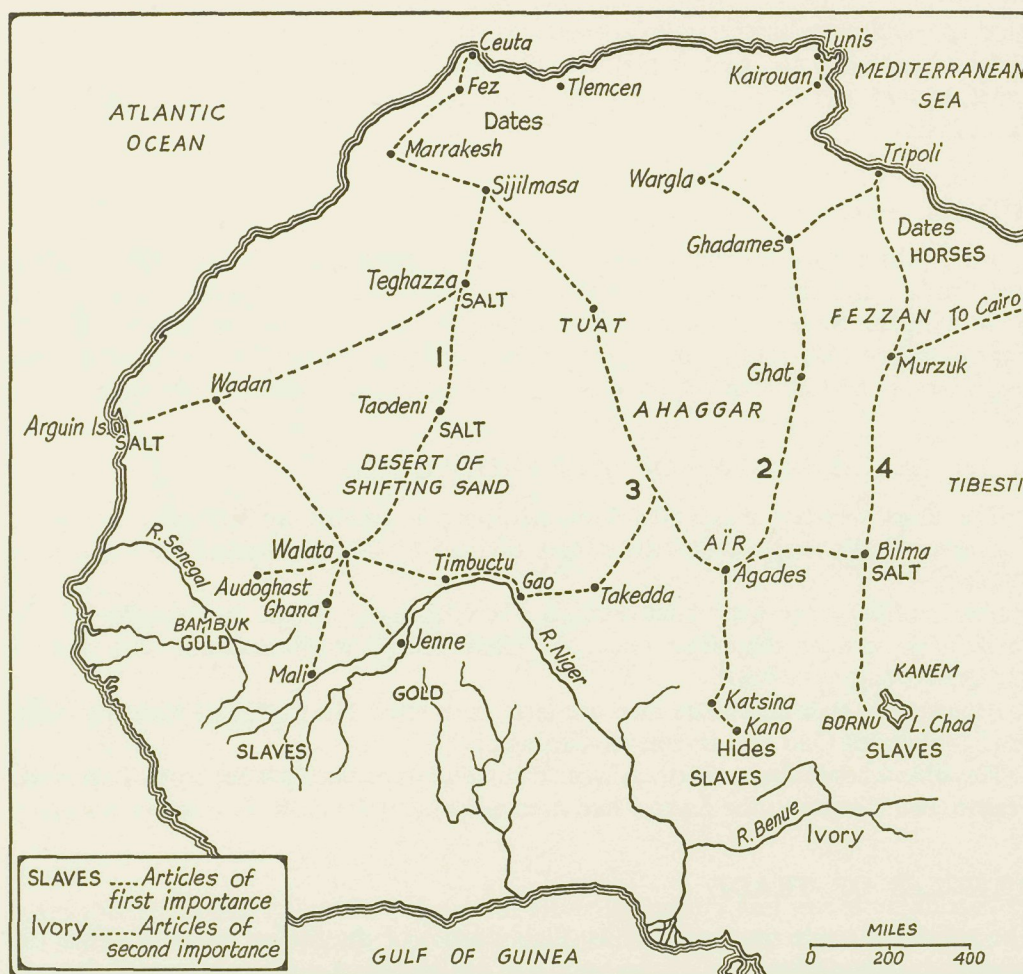 Ceuta
Tunis
Fez
Tlemcen
Kairouan
MEDITERRANEAN
SEA
ATLANTIC
OCEAN
Dates
Marrakesh
Tripoli
Sijilmasa
Wargla
Ghadames
Dates
HORSES
Teghazza
SALT
TUAT
FEZZAN
To Cairo
1
Murzuk
Wadan
Ghat
Taodeni
SALT
AHAGGAR
Arguin Is.
SALT
DESERT OF
SHIFTING SAND
2
4
3
TIBESTI
R. Senegal
Walata
AÏR
Bilma
SALT
Timbuctu
Gao
Agades
Audoghast
Takedda
Ghana
BAMBUK
GOLD
Jenne
R. Niger
Mali
KANEM
GOLD
Katsina
BORNU
L. Chad
Kano
SLAVES
Hides
SLAVES
SLAVES
R. Benue
Ivory
SLAVES ---- Articles of
first importance
Ivory ------ Articles of
second importance
GULF OF GUINEA
MILES
0 200 400